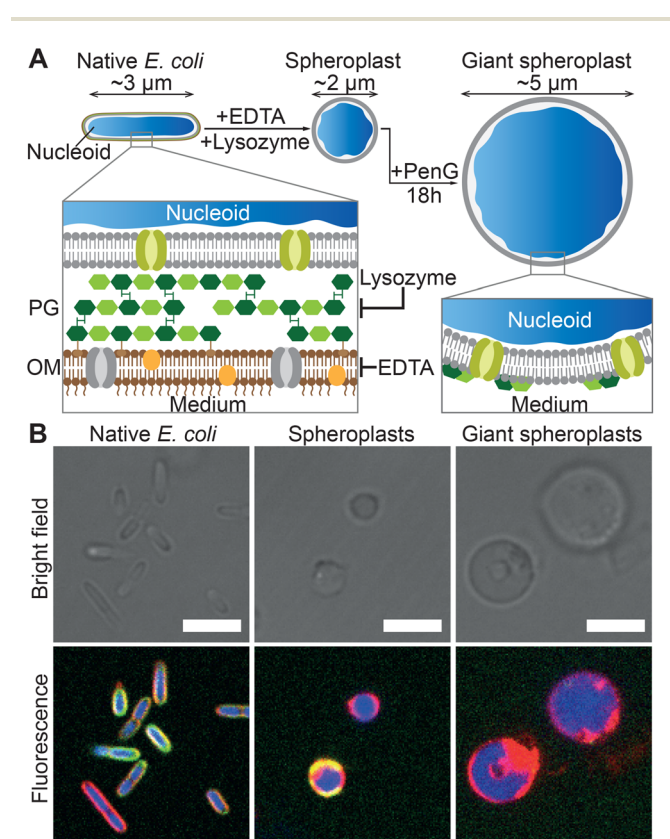 A
Native E. coli
~3 µm
Spheroplast
~2 µm
Giant spheroplast
~5 µm
+EDTA
+Lysozyme
Nucleoid
+PenG
18h
Nucleoid
Lysozyme
PG
OM
EDTA
Medium
Nucleoid
Medium
B
Native E. coli
Spheroplasts
Giant spheroplasts
Bright field
Fluorescence